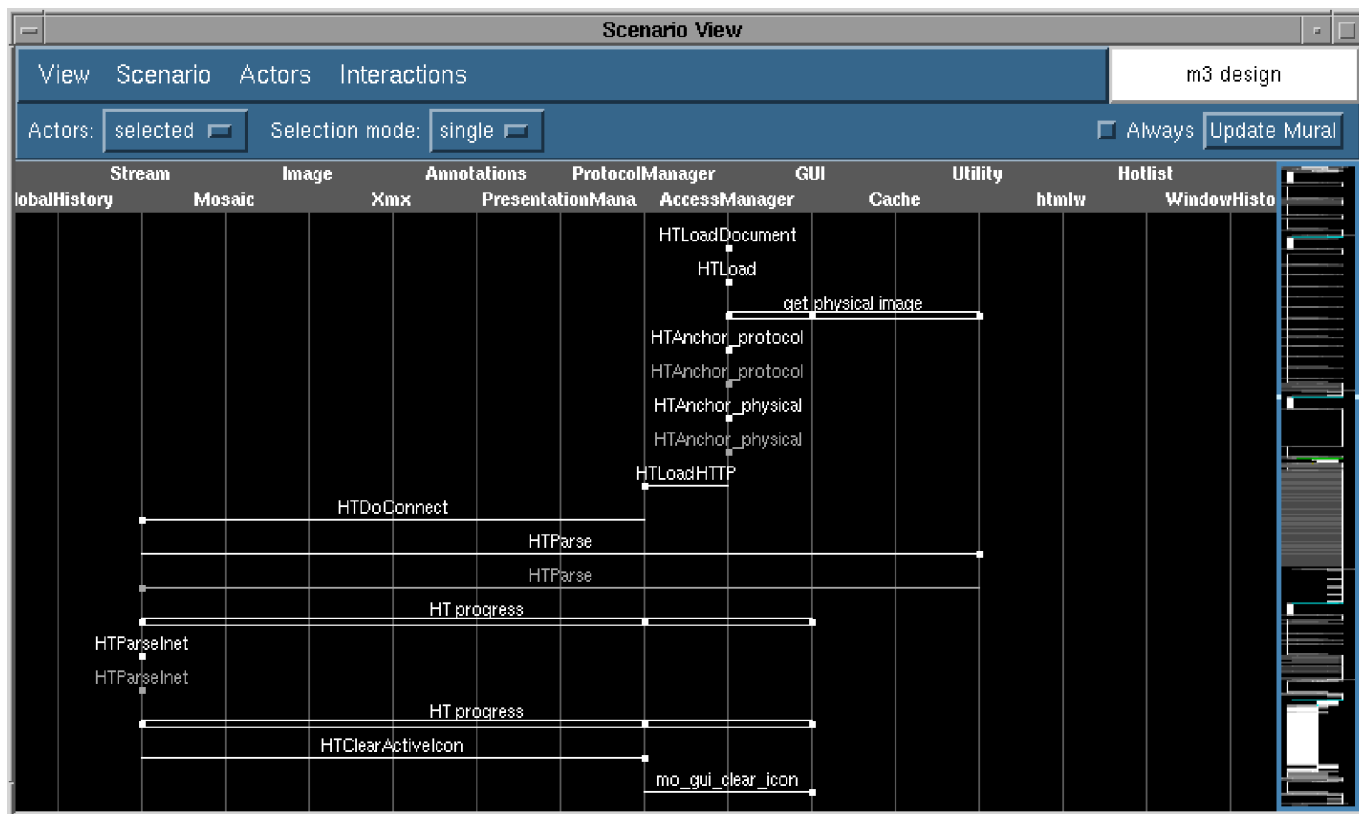 Scenario View
View Scenario Actors Interactions m3 design
Actors: selected Selection mode: single Always Update Mural
Stream Image Annotations ProtocolManager GUI Utility Hotlist
lobalHistory Mosaic Xmx PresentationMana AccessManager Cache htmlw WindowHisto
HTLoadDocument
HTLoad
get physical image
HTAnchor_protocol
HTAnchor_protocol
HTAnchor_physical
HTAnchor_physical
HTLoadHTTP
HTDoConnect
HTParse
HTParse
HT progress
HTParseInet
HTParseInet
HT progress
HTClearActiveIcon
mo_gui_clear_icon